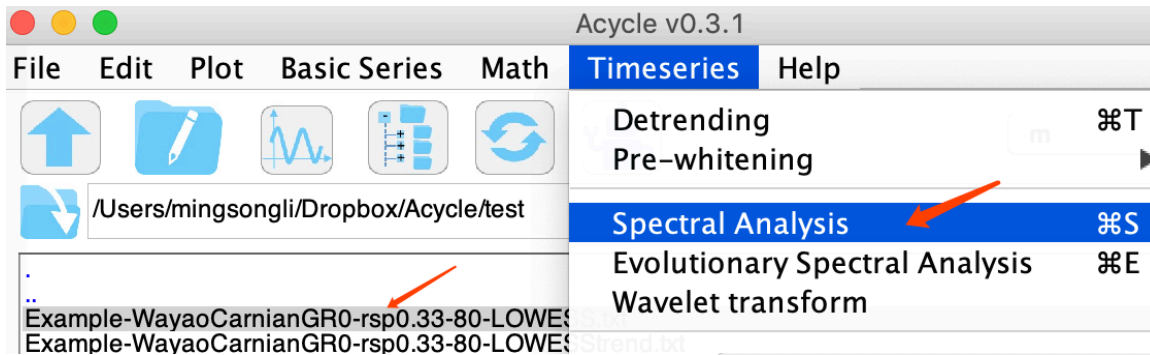 Acycle v0.3.1
File Edit Plot Basic Series Math Timeseries Help
Detrending ⌘T
m
Pre-whitening
/Users/mingsongli/Dropbox/Acycle/test
Spectral Analysis ⌘S
Evolutionary Spectral Analysis ⌘E
Wavelet transform
.
..
Example-WayaoCarnianGR0-rsp0.33-80-LOWESS.txt
Example-WayaoCarnianGR0-rsp0.33-80-LOWESStrend.txt